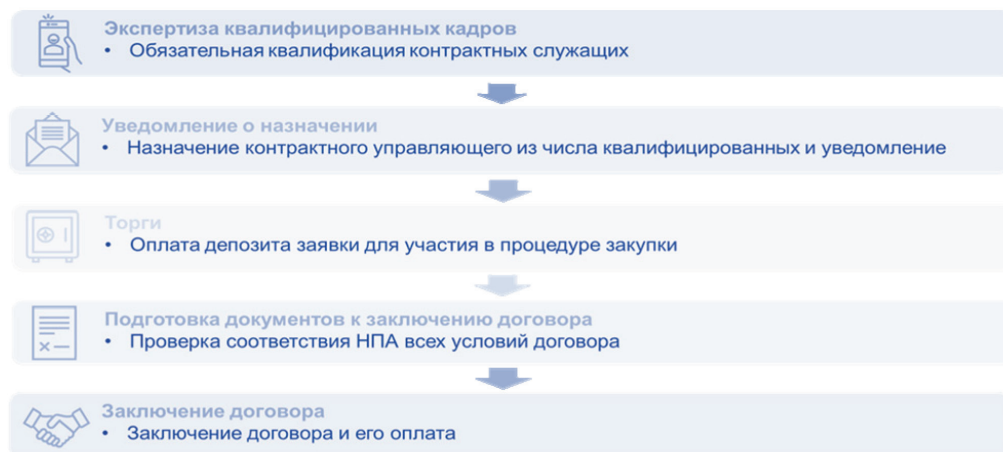 Экспертиза квалифицированных кадров
• Обязательная квалификация контрактных служащих
Уведомление о назначении
• Назначение контрактного управляющего из числа квалифицированных и уведомление
Торги
• Оплата депозита заявки для участия в процедуре закупки
Подготовка документов к заключению договора
• Проверка соответствия НПА всех условий договора
Заключение договора
• Заключение договора и его оплата